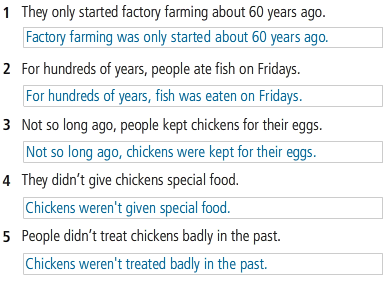 1 They only started factory farming about 60 years ago.
Factory farming was only started about 60 years ago.
2 For hundreds of years, people ate fish on Fridays.
For hundreds of years, fish was eaten on Fridays.
3 Not so long ago, people kept chickens for their eggs.
Not so long ago, chickens were kept for their eggs.
4 They didn't give chickens special food.
Chickens weren't given special food.
5 People didn't treat chickens badly in the past.
Chickens weren't treated badly in the past.